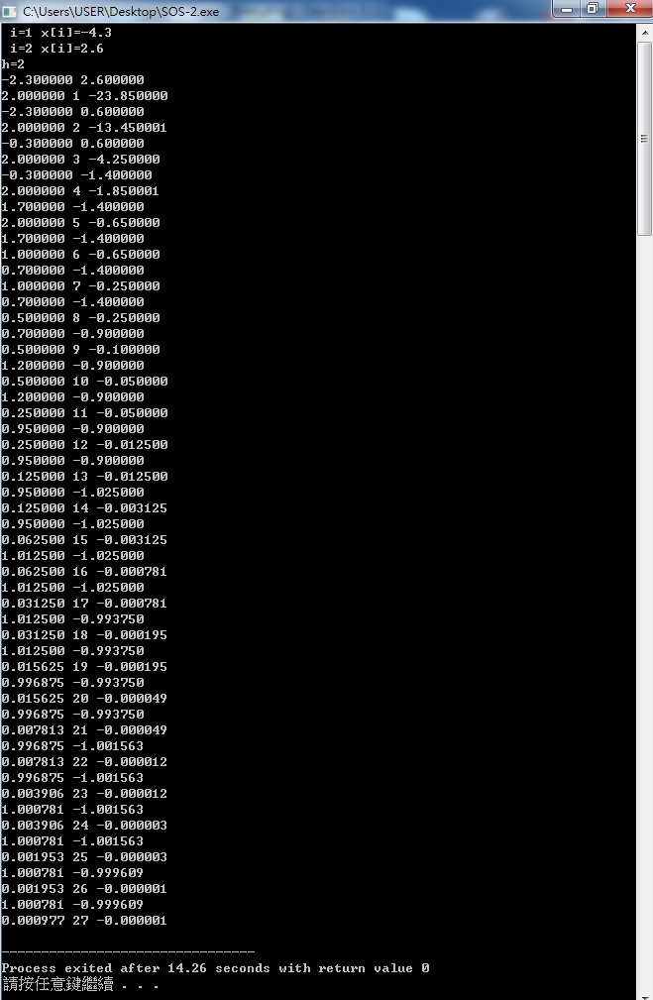 C:\Users\USER\Desktop\SOS-2.exe
i=1 x[i]=-4.3
i=2 x[i]=2.6
h=2
-2.300000 2.600000
2.000000 1 -23.850000
-2.300000 0.600000
2.000000 2 -13.450001
-0.300000 0.600000
2.000000 3 -4.250000
-0.300000 -1.400000
2.000000 4 -1.850001
1.700000 -1.400000
2.000000 5 -0.650000
1.700000 -1.400000
1.000000 6 -0.650000
0.700000 -1.400000
1.000000 7 -0.250000
0.700000 -1.400000
0.500000 8 -0.250000
0.700000 -0.900000
0.500000 9 -0.100000
1.200000 -0.900000
0.500000 10 -0.050000
1.200000 -0.900000
0.250000 11 -0.050000
0.950000 -0.900000
0.250000 12 -0.012500
0.950000 -0.900000
0.125000 13 -0.012500
0.950000 -1.025000
0.125000 14 -0.003125
0.950000 -1.025000
0.062500 15 -0.003125
1.012500 -1.025000
0.062500 16 -0.000781
1.012500 -1.025000
0.031250 17 -0.000781
1.012500 -0.993750
0.031250 18 -0.000195
1.012500 -0.993750
0.015625 19 -0.000195
0.996875 -0.993750
0.015625 20 -0.000049
0.996875 -0.993750
0.007813 21 -0.000049
0.996875 -1.001563
0.007813 22 -0.000012
0.996875 -1.001563
0.003906 23 -0.000012
1.000781 -1.001563
0.003906 24 -0.000003
1.000781 -1.001563
0.001953 25 -0.000003
1.000781 -0.999609
0.001953 26 -0.000001
1.000781 -0.999609
0.000977 27 -0.000001
--------------------------------
Process exited after 14.26 seconds with return value 0
請按任意鍵繼續 . . .